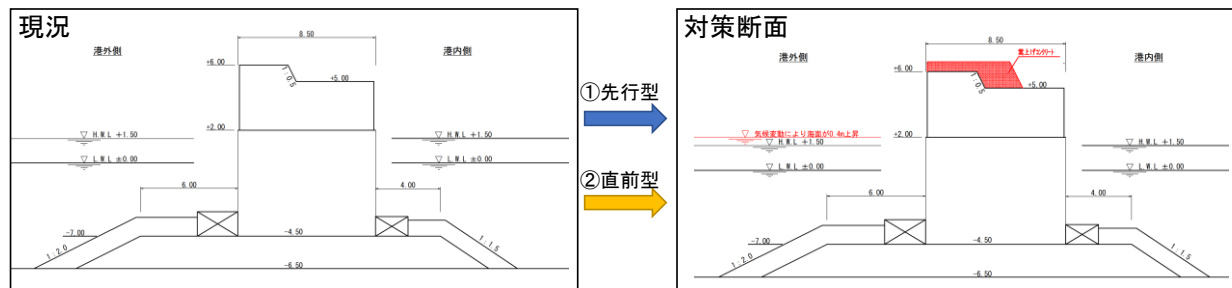 現況
港外側
港内側
8.50
+6.00
1:0.5
+5.00
+2.00
H.W.L +1.50
H.W.L +1.50
L.W.L ±0.00
L.W.L ±0.00
6.00
4.00
-7.00
-4.50
1:2.0
1:1.5
-6.50
①先行型
②直前型
対策断面
港外側
港内側
8.50
嵩上げコンクリート
+6.00
1:0.5
+5.00
+2.00
気候変動により海面が0.4m上昇
H.W.L +1.50
H.W.L +1.50
L.W.L ±0.00
L.W.L ±0.00
6.00
4.00
-7.00
-4.50
1:2.0
1:1.5
-6.50